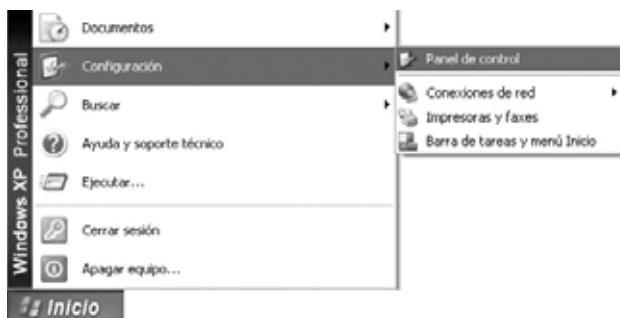 Documentos
Configuración
Buscar
Ayuda y soporte técnico
Ejecutar...
Cerrar sesión
Apagar equipo...
Panel de control
Conexiones de red
Impresoras y faxes
Barra de tareas y menú Inicio
Windows XP Professional
Inicio